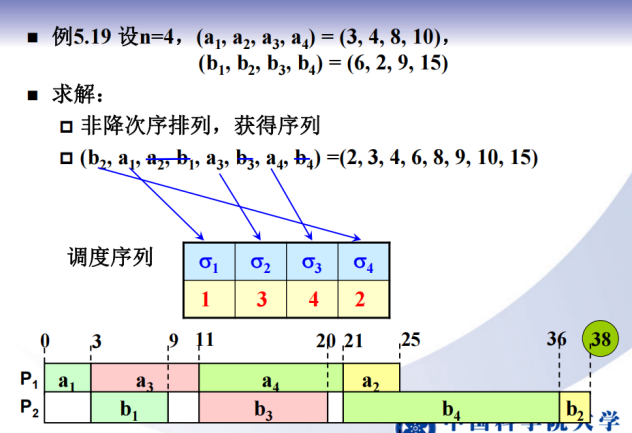 ■ 例5.19 设n=4，(a₁, a₂, a₃, a₄) = (3, 4, 8, 10)，
(b₁, b₂, b₃, b₄) = (6, 2, 9, 15)
■ 求解：
□ 非降次序排列，获得序列
□ (b₂, a₁, a₂, b₁, a₃, b₃, a₄, b₄) =(2, 3, 4, 6, 8, 9, 10, 15)
调度序列
σ₁ σ₂ σ₃ σ₄
1 3 4 2
0 3 9 11 20 21 25 36 38
P₁ a₁ a₃ a₄ a₂
P₂ b₁ b₃ b₄ b₂